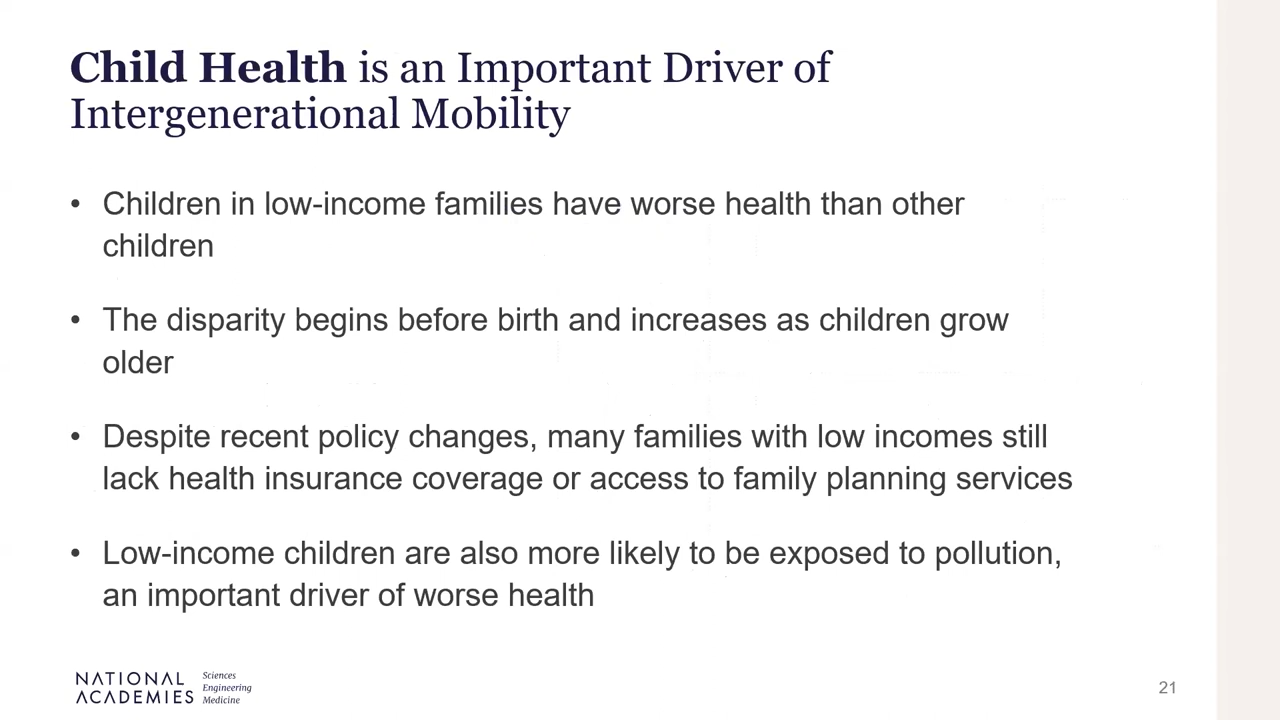 Child Health is an Important Driver of
Intergenerational Mobility
• Children in low-income families have worse health than other
children
• The disparity begins before birth and increases as children grow
older
• Despite recent policy changes, many families with low incomes still
lack health insurance coverage or access to family planning services
• Low-income children are also more likely to be exposed to pollution,
an important driver of worse health
NATIONAL
ACADEMIES
Sciences
Engineering
Medicine
21